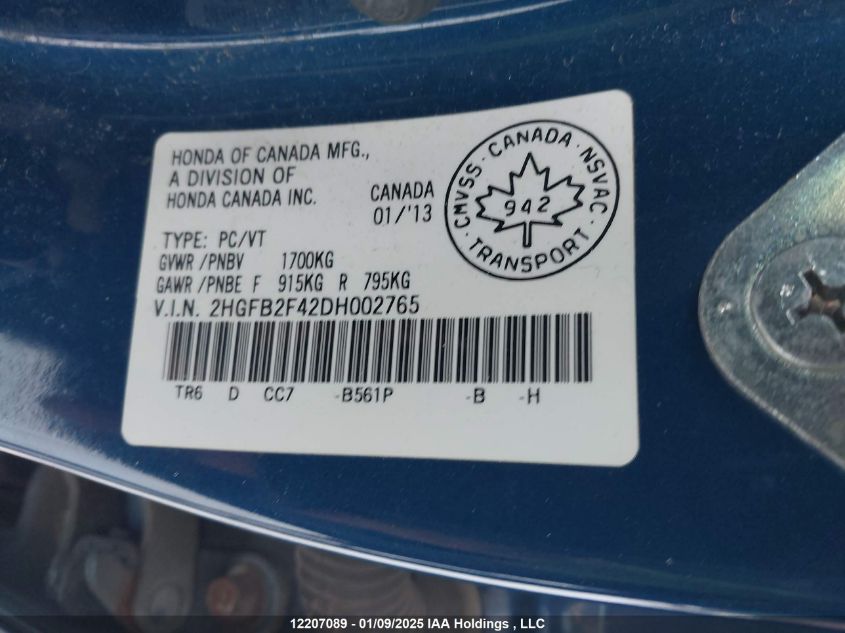 HONDA OF CANADA MFG.,
A DIVISION OF
HONDA CANADA INC.
CANADA
01/'13
CMVSS · CANADA · NSVAC
942
· TRANSPORT ·
TYPE: PC/VT
GVWR /PNBV 1700KG
GAWR /PNBE F 915KG R 795KG
V.I.N. 2HGFB2F42DH002765
TR6 D CC7 -B561P -B -H
12207089 - 01/09/2025 IAA Holdings , LLC